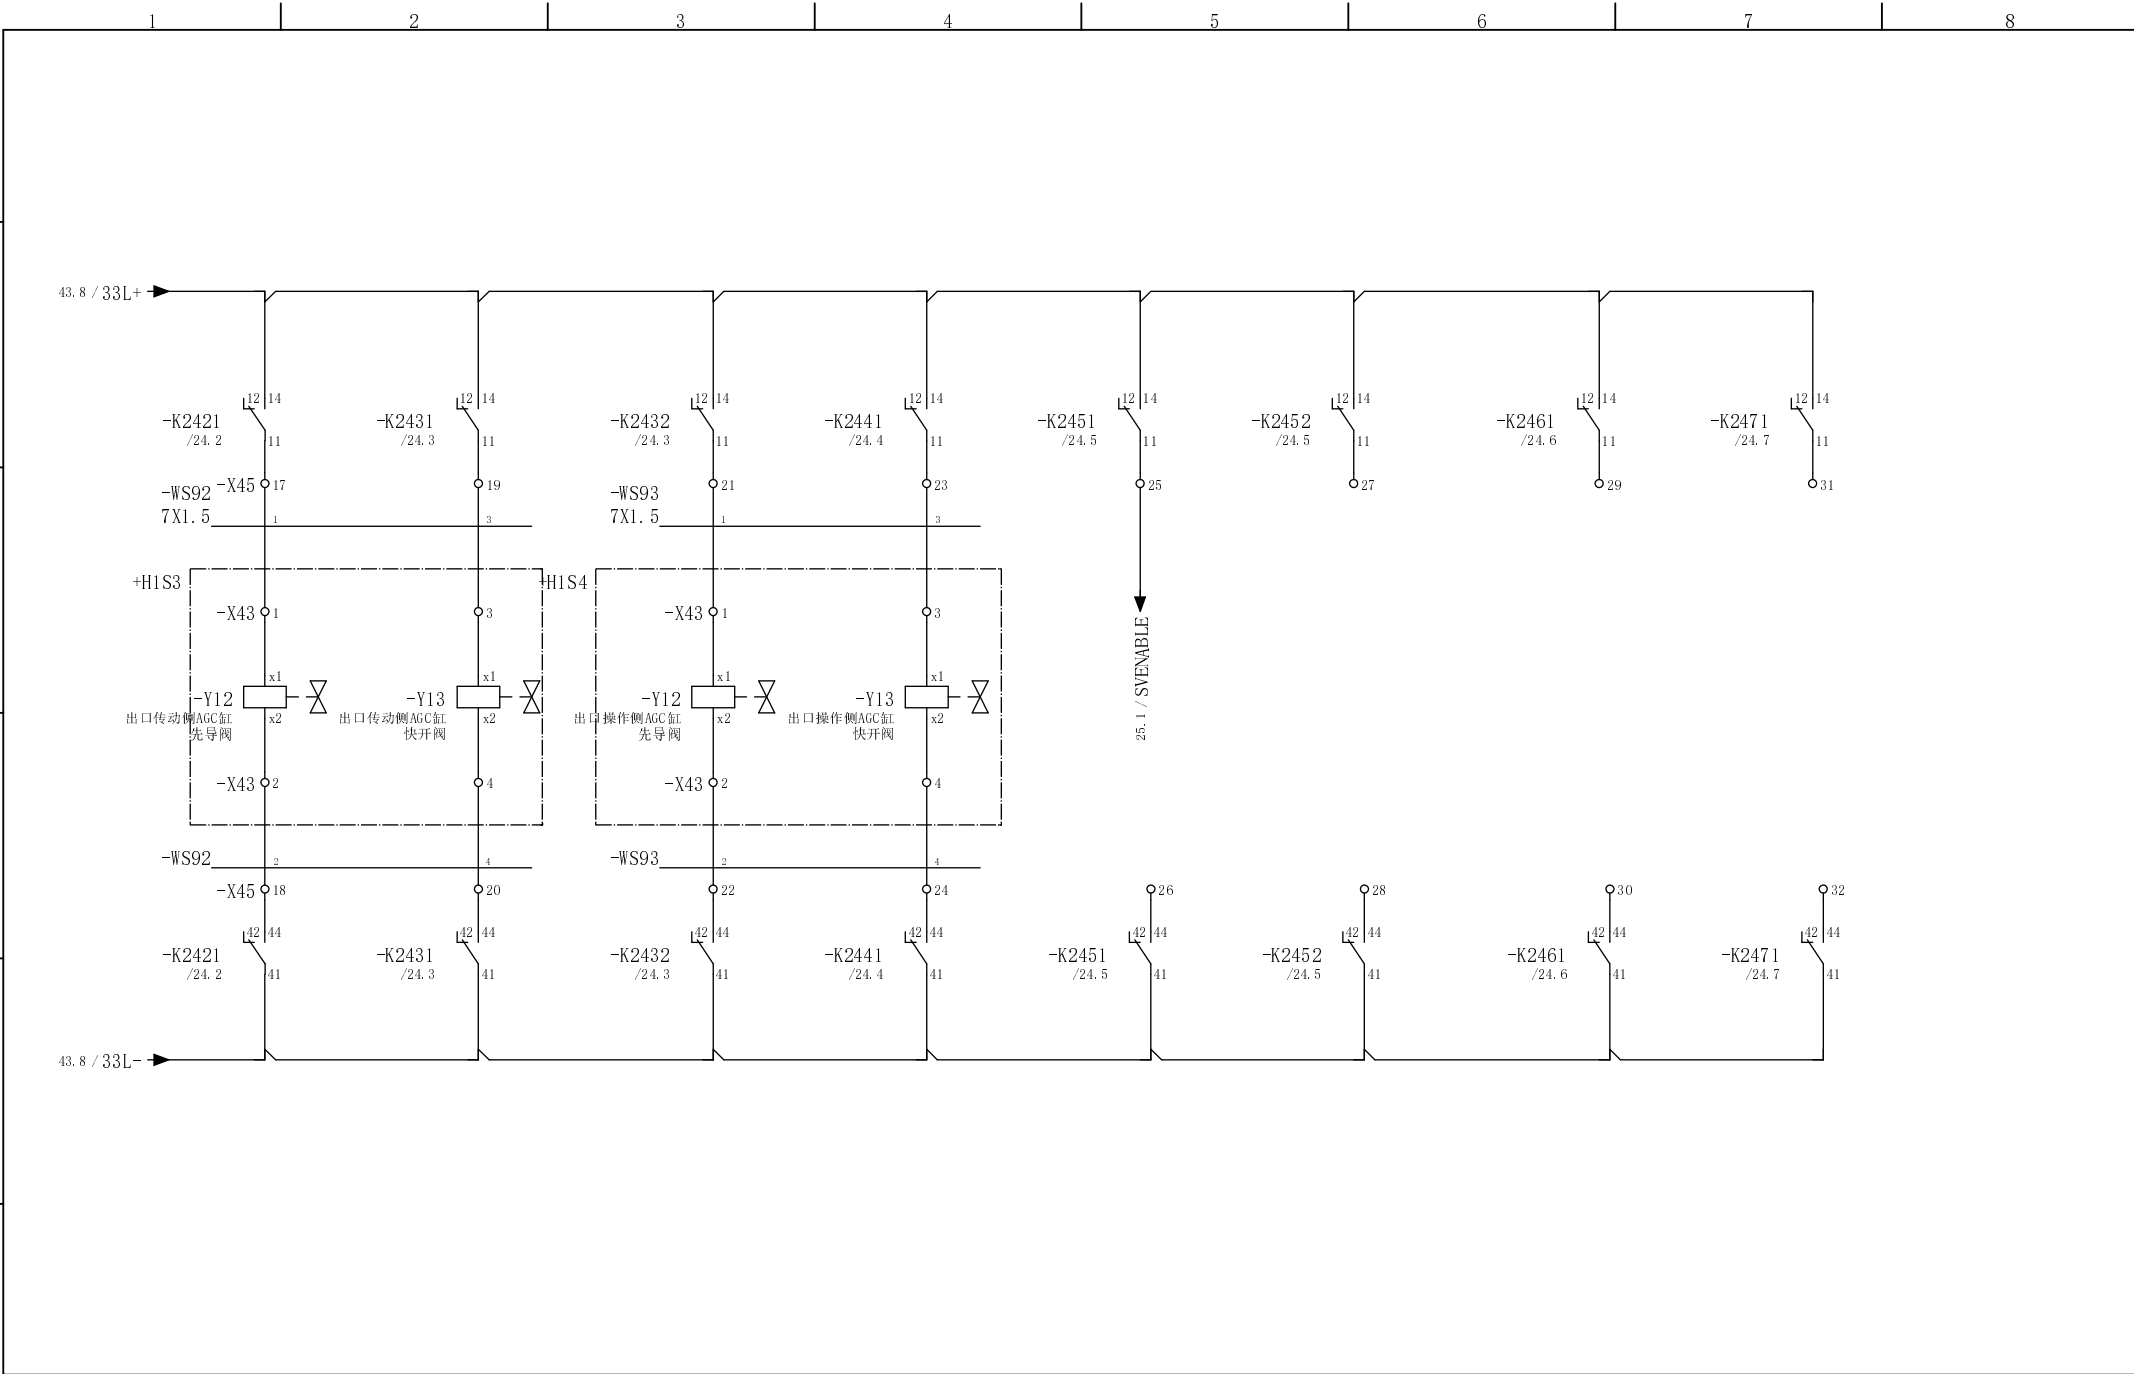 1 2 3 4 5 6 7 8
43.8 / 33L+
12 14 12 14 12 14 12 14 12 14 12 14 12 14 12 14
-K2421 -K2431 -K2432 -K2441 -K2451 -K2452 -K2461 -K2471
/24.2 /24.3 /24.3 /24.4 /24.5 /24.5 /24.6 /24.7
11 11 11 11 11 11 11 11
-X45 17 19 21 23 25 27 29 31
-WS92 -WS93
7X1.5 1 3 7X1.5 1 3
+H1S3 +H1S4
-X43 1 3 -X43 1 3
25.1 / SVENABLE
x1 x1 x1 x1
-Y12 -Y13 -Y12 -Y13
出口传动侧AGC缸 x2 出口传动侧AGC缸 x2 出口操作侧AGC缸 x2 出口操作侧AGC缸 x2
先导阀 快开阀 先导阀 快开阀
-X43 2 4 -X43 2 4
-WS92 2 4 -WS93 2 4
-X45 18 20 22 24 26 28 30 32
42 44 42 44 42 44 42 44 42 44 42 44 42 44 42 44
-K2421 -K2431 -K2432 -K2441 -K2451 -K2452 -K2461 -K2471
/24.2 /24.3 /24.3 /24.4 /24.5 /24.5 /24.6 /24.7
41 41 41 41 41 41 41 41
43.8 / 33L-